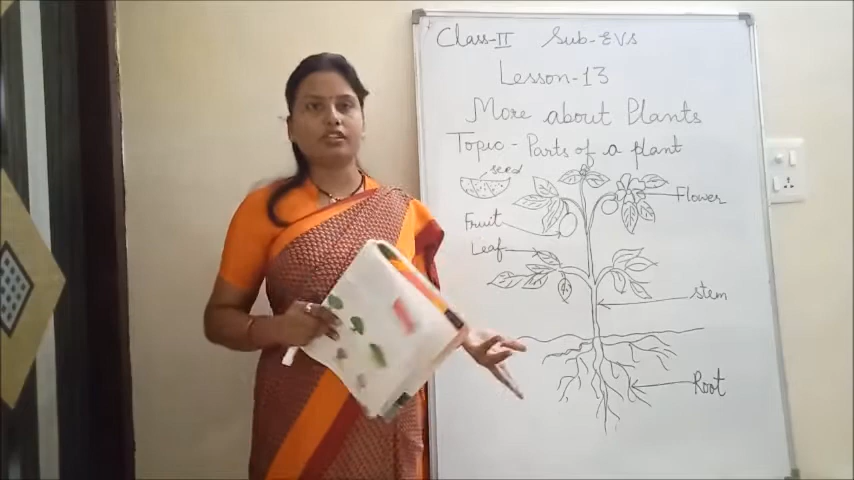 Class-II Sub-EVs
Lesson-13
More about Plants
Topic - Parts of a plant
seed
Flower
Fruit
Leaf
stem
Root